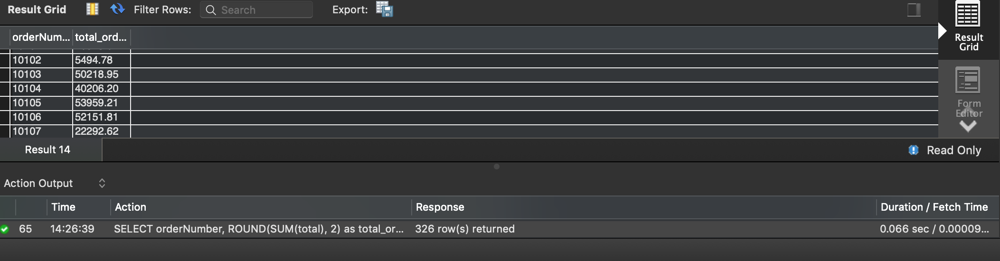 Result Grid Filter Rows: Search Export:
orderNum... total_ord...
10102 5494.78
10103 50218.95
10104 40206.20
10105 53959.21
10106 52151.81
10107 22292.62
Result
Grid
Form
Editor
Result 14 Read Only
Action Output
Time Action Response Duration / Fetch Time
65 14:26:39 SELECT orderNumber, ROUND(SUM(total), 2) as total_or... 326 row(s) returned 0.066 sec / 0.00009...